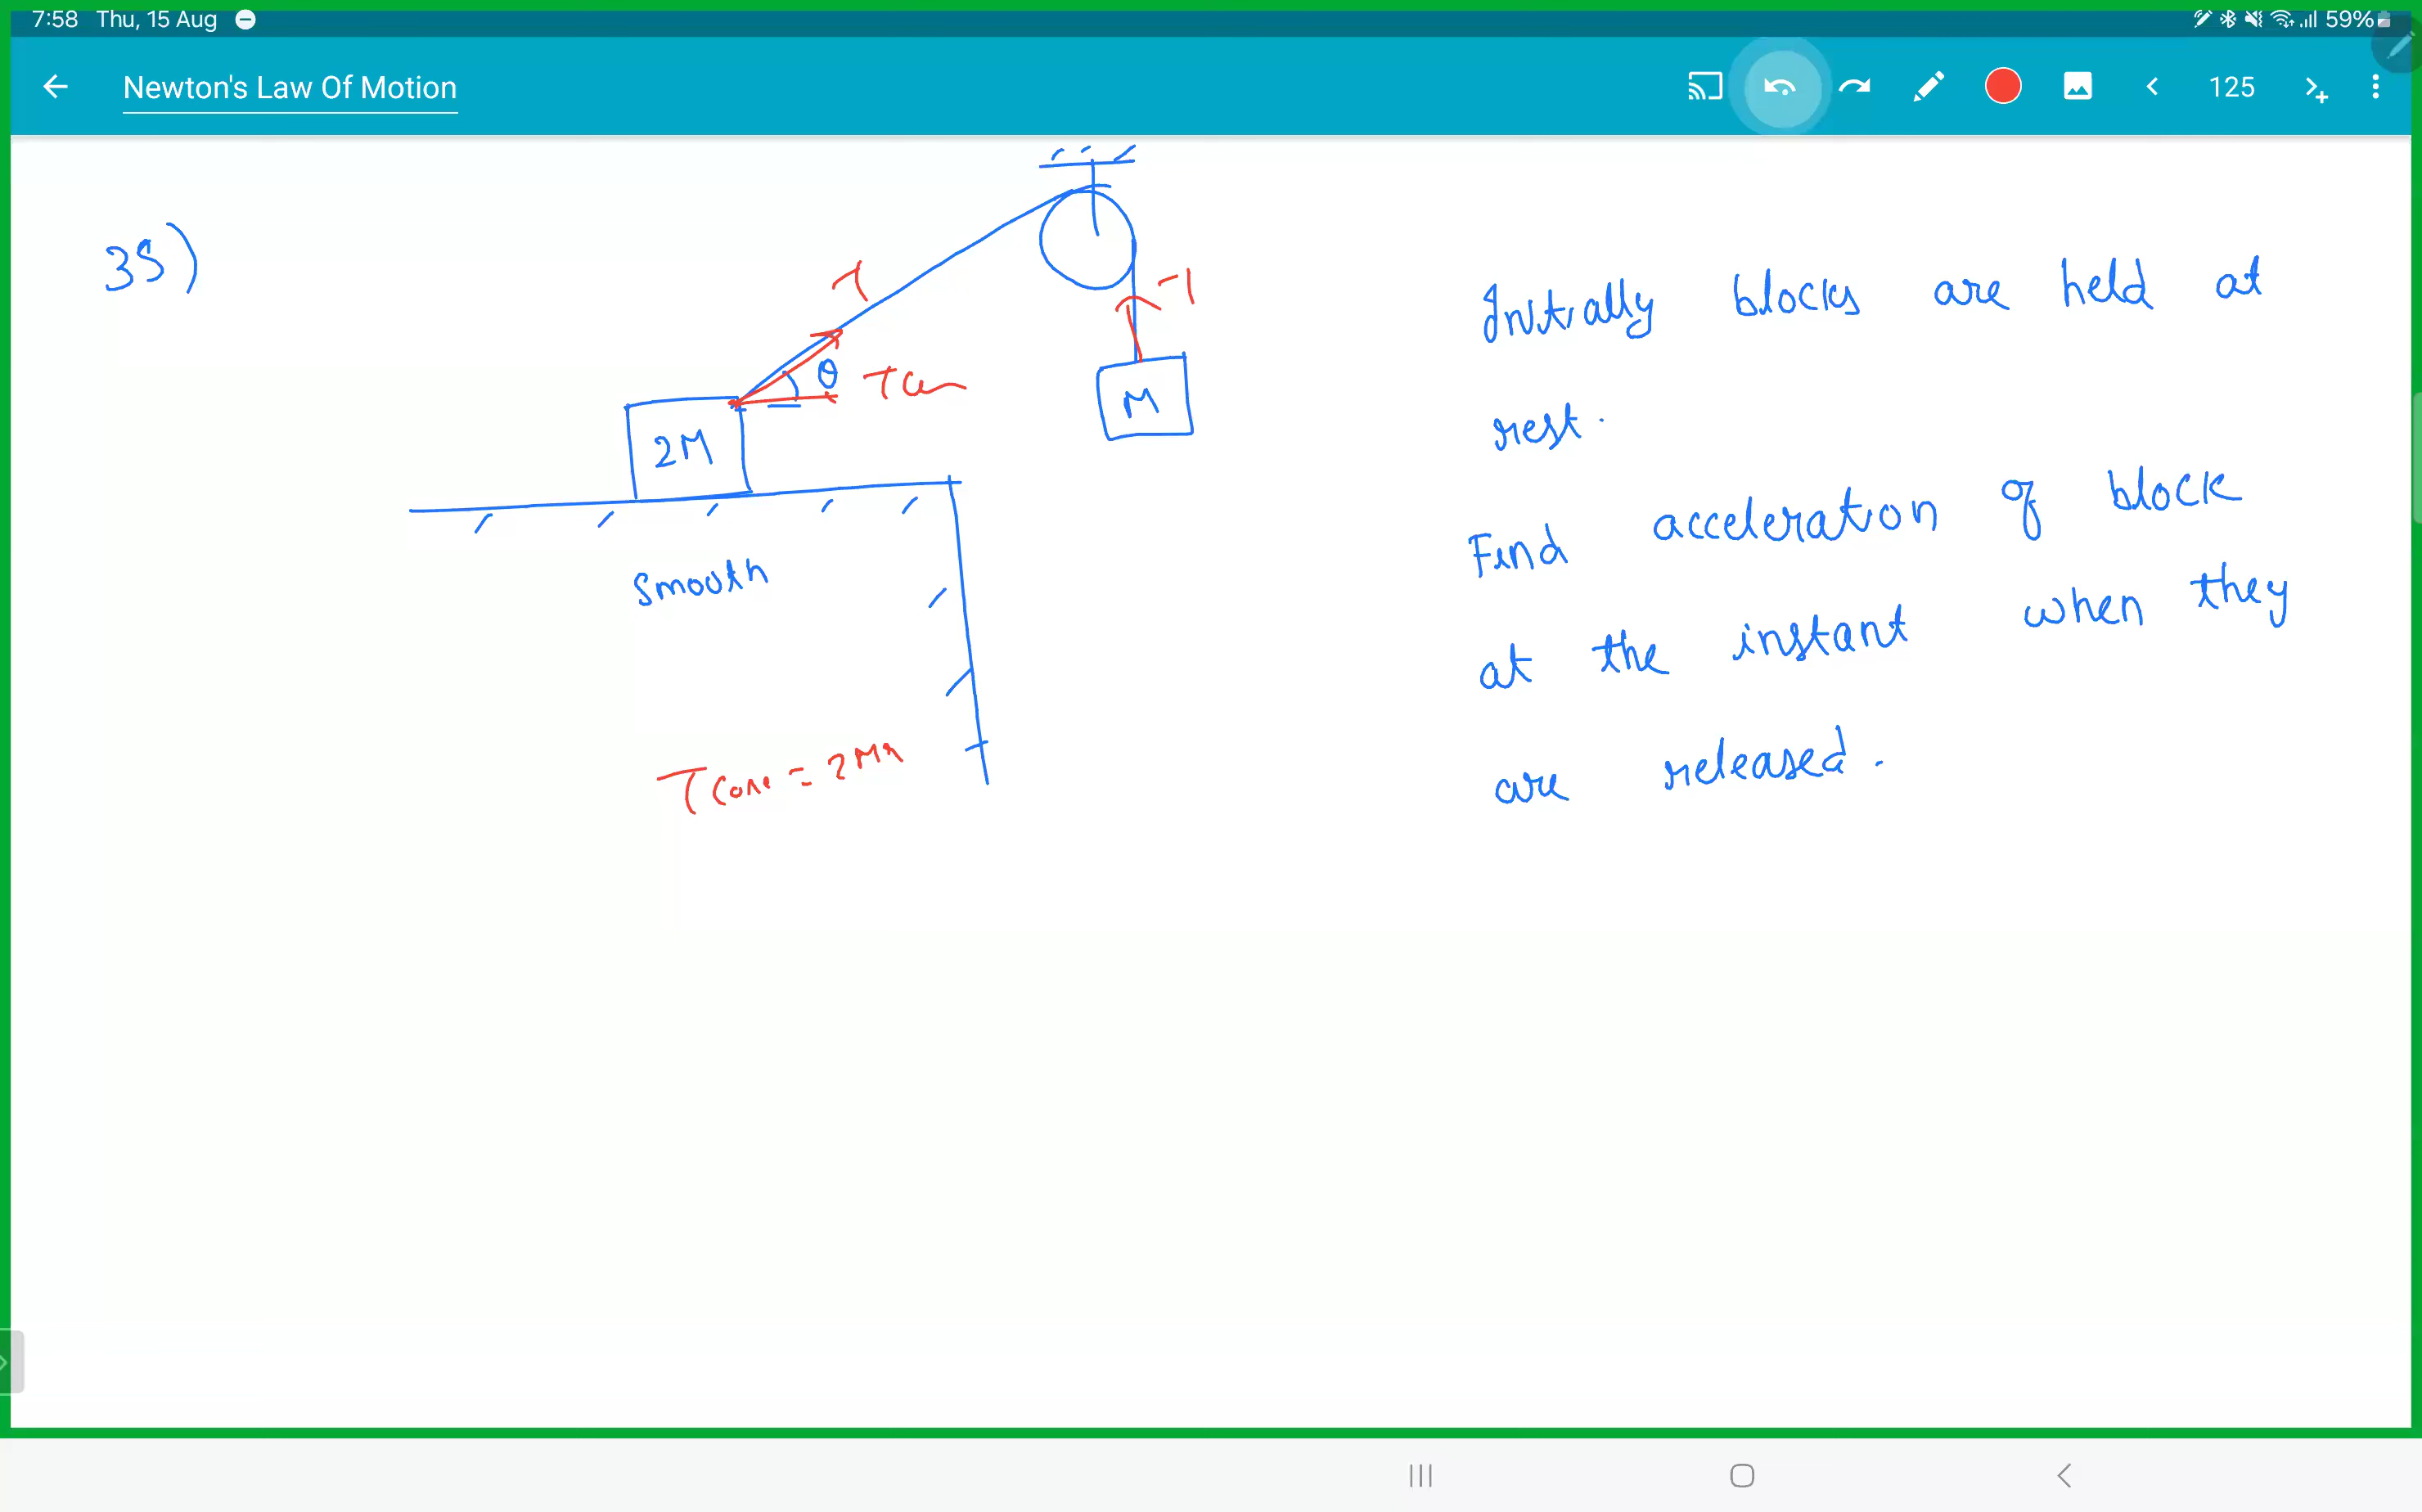 7:58 Thu, 15 Aug
59%
Newton's Law Of Motion
125
35)
T
T
θ
2M
M
Smooth
Initially blocks are held at
rest.
Find acceleration of block
at the instant when they
are released.